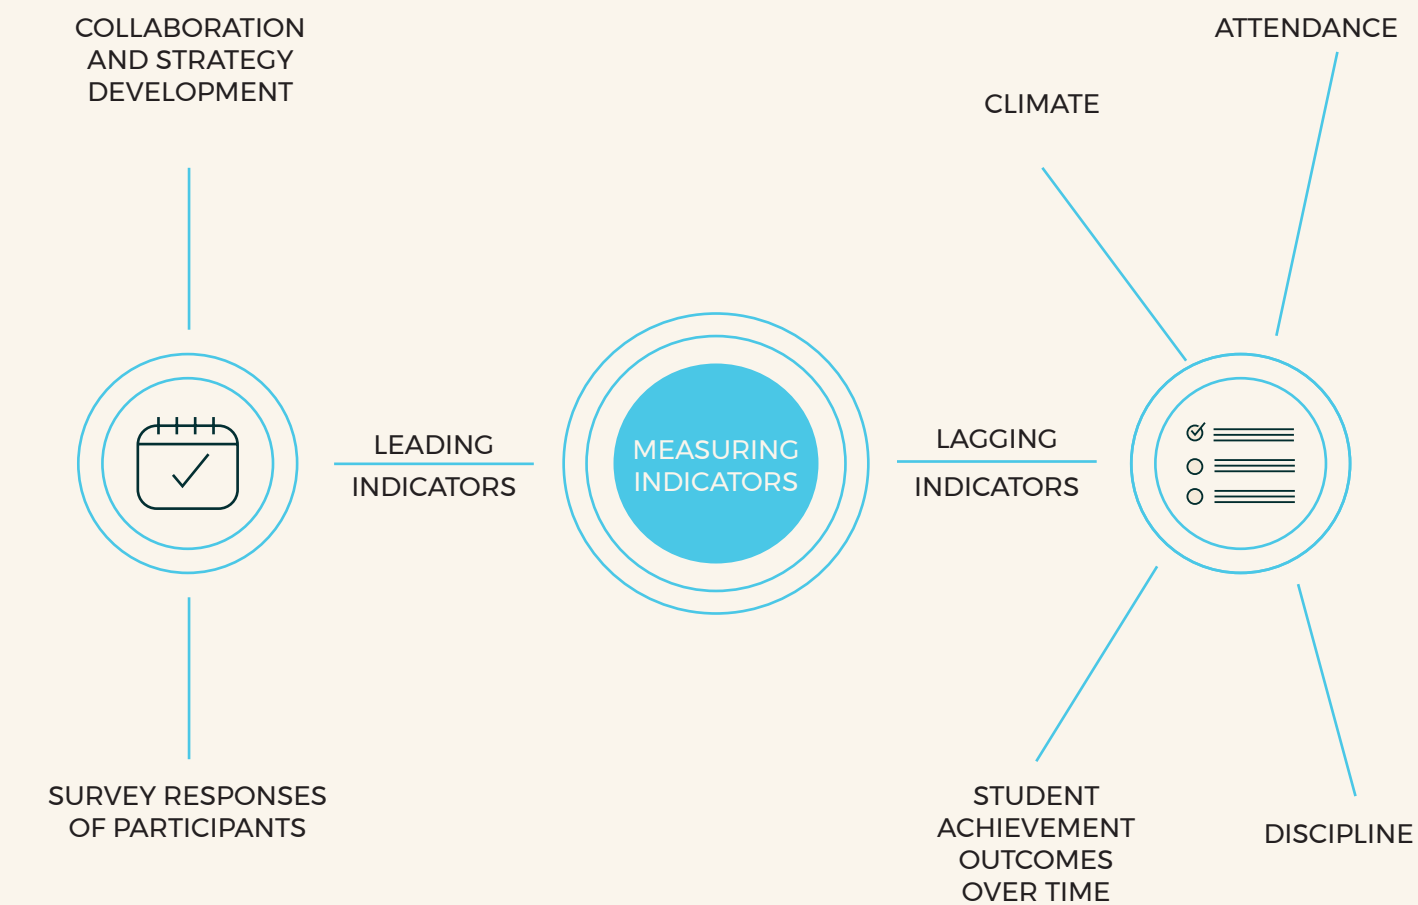 COLLABORATION
AND STRATEGY
DEVELOPMENT
SURVEY RESPONSES
OF PARTICIPANTS
LEADING
INDICATORS
MEASURING
INDICATORS
LAGGING
INDICATORS
CLIMATE
ATTENDANCE
STUDENT
ACHIEVEMENT
OUTCOMES
OVER TIME
DISCIPLINE